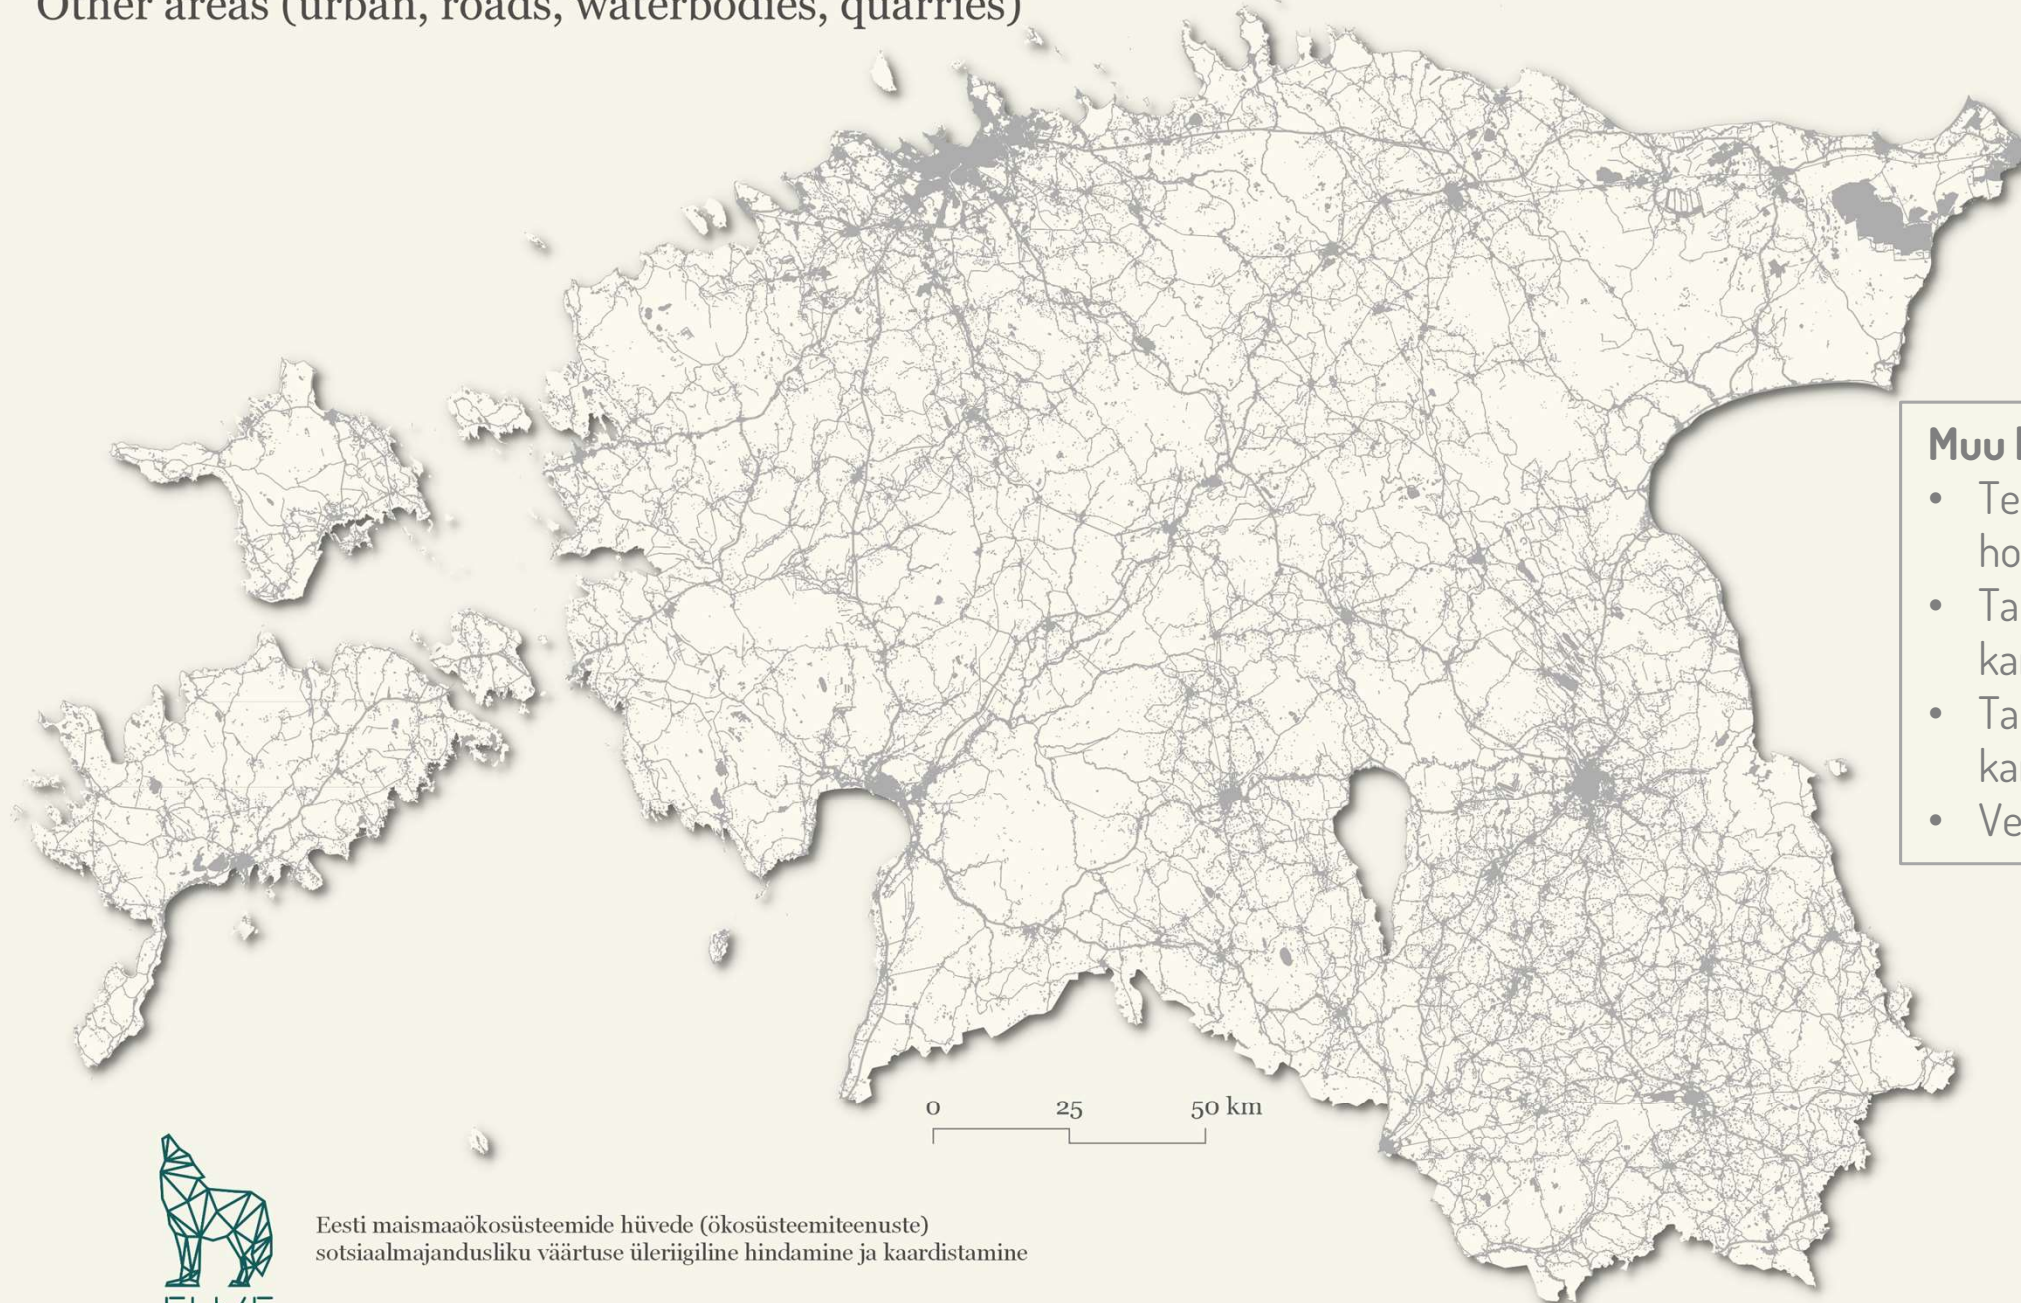 Other areas (urban, roads, waterbodies, quarries)
Muu
• Te
ho
• Ta
ka
• Ta
ka
• Ve
0 25 50 km
Eesti maismaaökosüsteemide hüvede (ökosüsteemiteenuste)
sotsiaalmajandusliku väärtuse üleriigiline hindamine ja kaardistamine